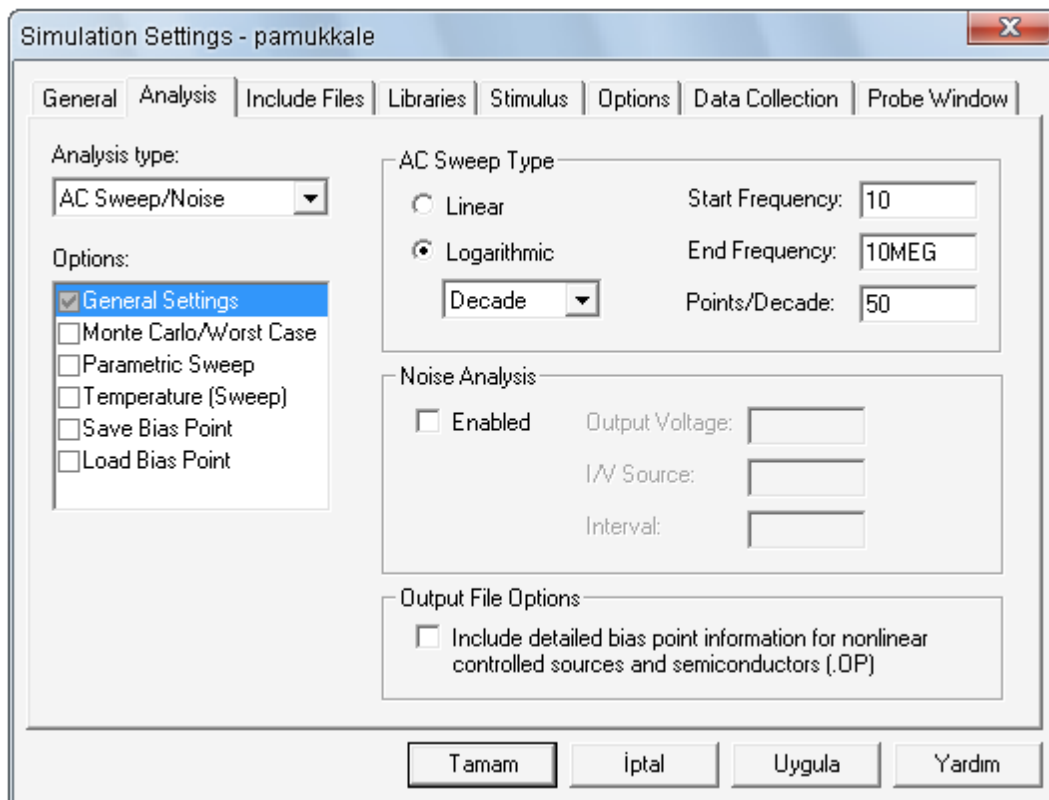 Simulation Settings - pamukkale
General Analysis Include Files Libraries Stimulus Options Data Collection Probe Window
Analysis type:
AC Sweep/Noise
Options:
General Settings
Monte Carlo/Worst Case
Parametric Sweep
Temperature (Sweep)
Save Bias Point
Load Bias Point
AC Sweep Type
Linear
Logarithmic
Decade
Start Frequency: 10
End Frequency: 10MEG
Points/Decade: 50
Noise Analysis
Enabled
Output Voltage:
I/V Source:
Interval:
Output File Options
Include detailed bias point information for nonlinear
controlled sources and semiconductors (.OP)
Tamam İptal Uygula Yardım